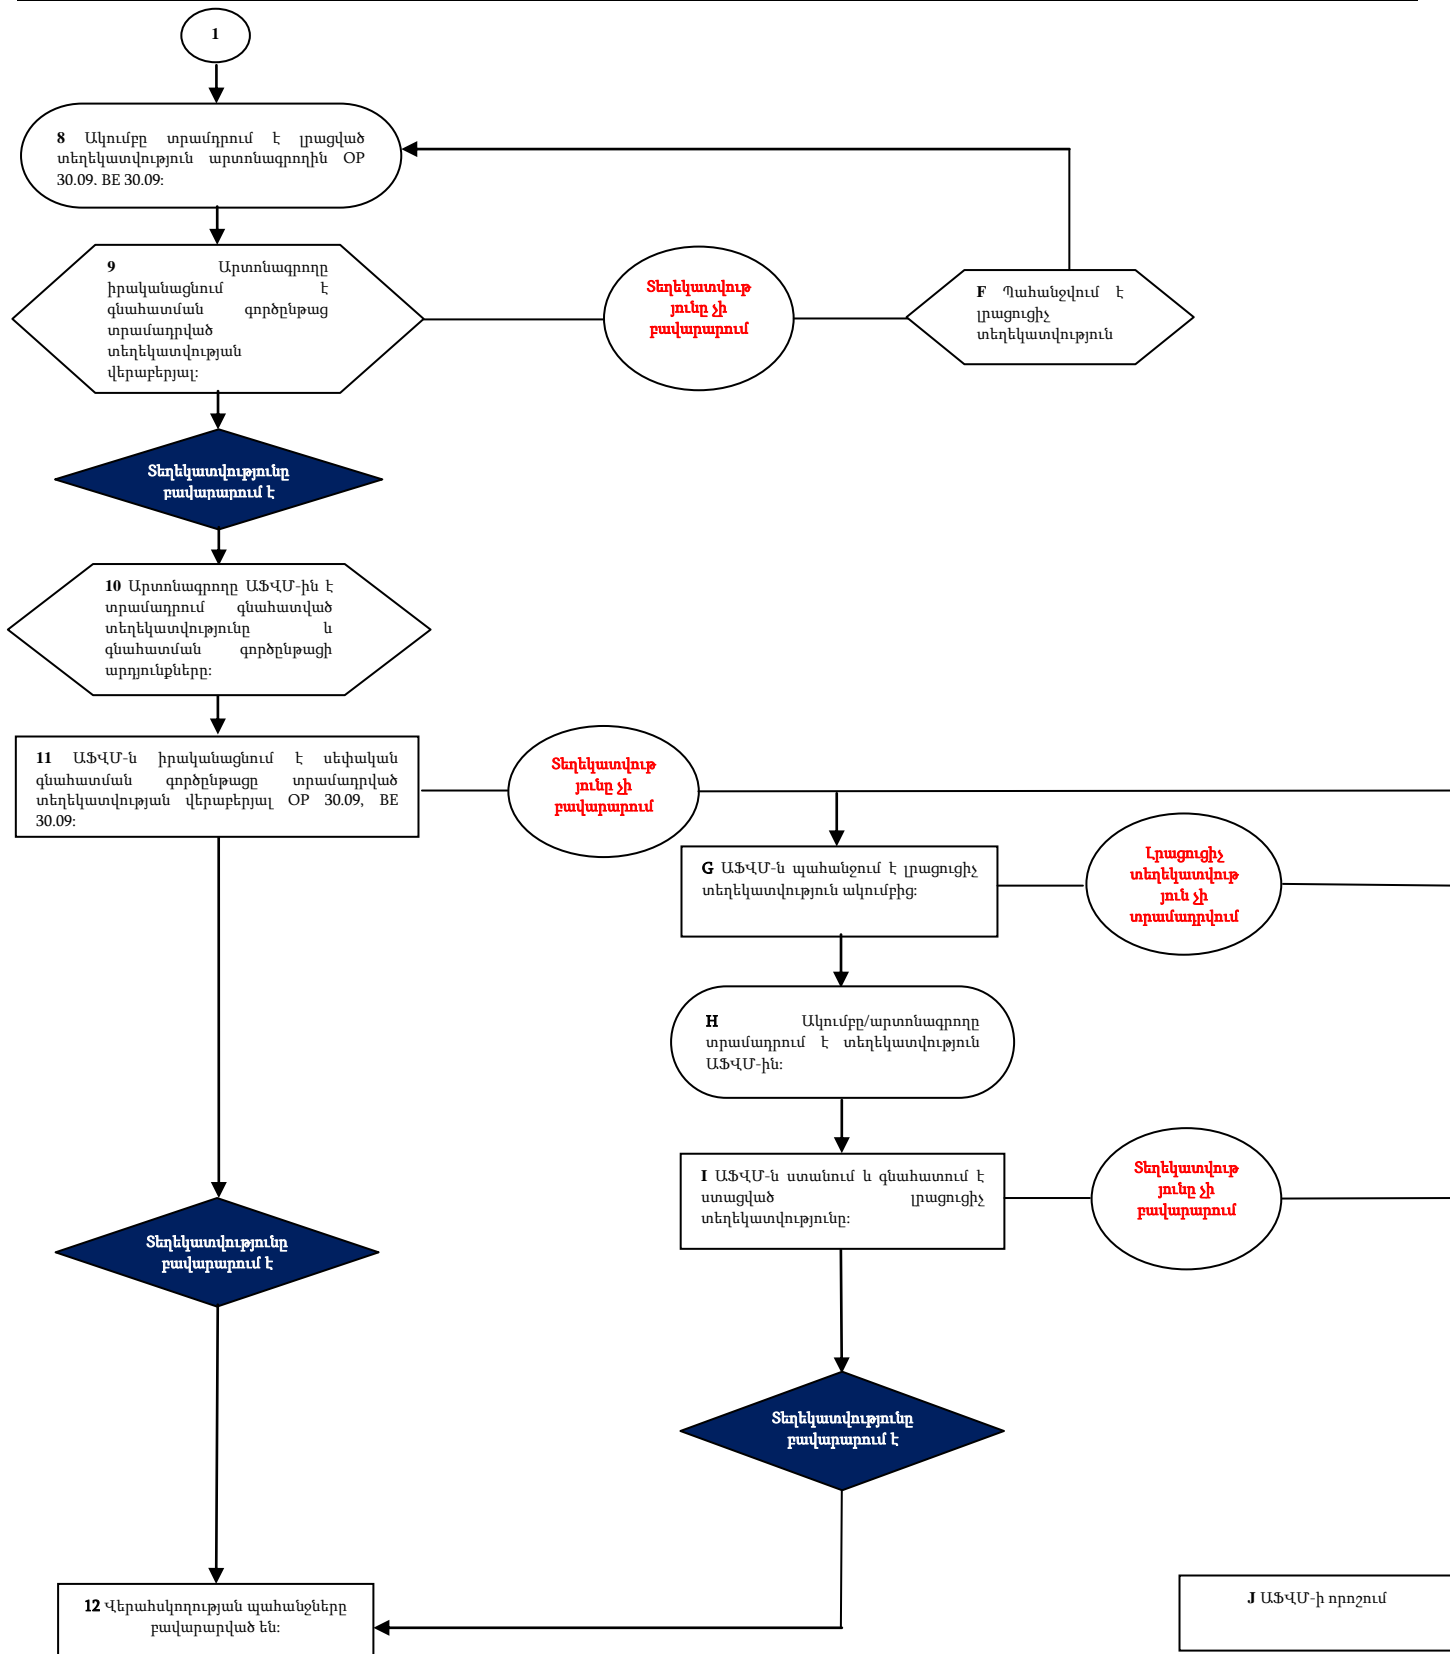 1
8 Ակումբը տրամդրում է լրացված
տեղեկատվություն արտոնագրողին OP
30.09. BE 30.09:
9 Արտոնագրողը
իրականացնում է
գնահատման գործընթաց
տրամադրված
տեղեկատվության
վերաբերյալ:
Տեղեկատվութ
յունը չի
բավարարում
F Պահանջվում է
լրացուցիչ
տեղեկատվություն
Տեղեկատվությունը
բավարարում է
10 Արտոնագրողը ԱՖՎՄ-ին է
տրամադրում գնահատված
տեղեկատվությունը և
գնահատման գործընթացի
արդյունքները:
11 ԱՖՎՄ-ն իրականացնում է սեփական
գնահատման գործընթացը տրամադրված
տեղեկատվության վերաբերյալ OP 30.09, BE
30.09:
Տեղեկատվութ
յունը չի
բավարարում
G ԱՖՎՄ-ն պահանջում է լրացուցիչ
տեղեկատվություն ակումբից:
Լրացուցիչ
տեղեկատվութ
յուն չի
տրամադրվում
H Ակումբը/արտոնագրողը
տրամադրում է տեղեկատվություն
ԱՖՎՄ-ին:
I ԱՖՎՄ-ն ստանում և գնահատում է
ստացված լրացուցիչ
տեղեկատվությունը:
Տեղեկատվութ
յունը չի
բավարարում
Տեղեկատվությունը
բավարարում է
Տեղեկատվությունը
բավարարում է
12 Վերահսկողության պահանջները
բավարարված են:
J ԱՖՎՄ-ի որոշում